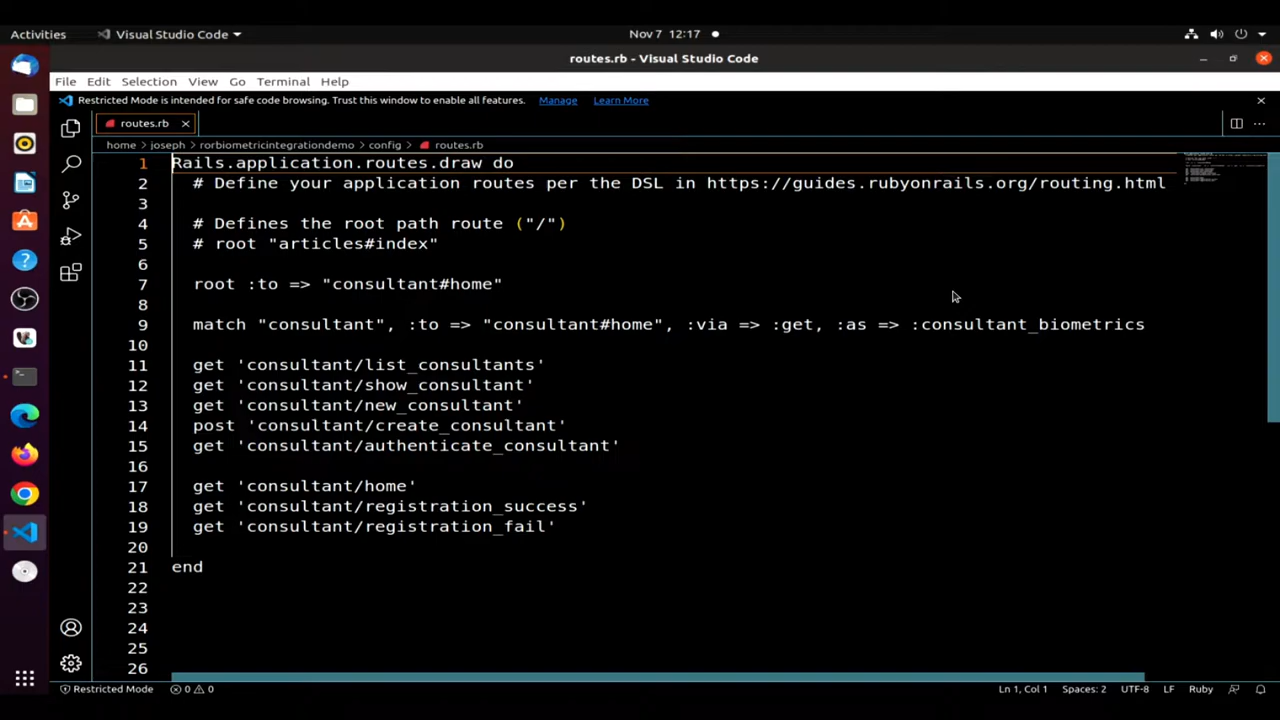 Activities
Visual Studio Code
Nov 7 12:17
routes.rb - Visual Studio Code
File Edit Selection View Go Terminal Help
Restricted Mode is intended for safe code browsing. Trust this window to enable all features. Manage Learn More
routes.rb
home joseph rorbiometricintegrationdemo config routes.rb
1 Rails.application.routes.draw do
2 # Define your application routes per the DSL in https://guides.rubyonrails.org/routing.html
3
4 # Defines the root path route ("/")
5 # root "articles#index"
6
7 root :to => "consultant#home"
8
9 match "consultant", :to => "consultant#home", :via => :get, :as => :consultant_biometrics
10
11 get 'consultant/list_consultants'
12 get 'consultant/show_consultant'
13 get 'consultant/new_consultant'
14 post 'consultant/create_consultant'
15 get 'consultant/authenticate_consultant'
16
17 get 'consultant/home'
18 get 'consultant/registration_success'
19 get 'consultant/registration_fail'
20
21 end
22
23
24
25
26
Restricted Mode 0 0 Ln 1, Col 1 Spaces: 2 UTF-8 LF Ruby